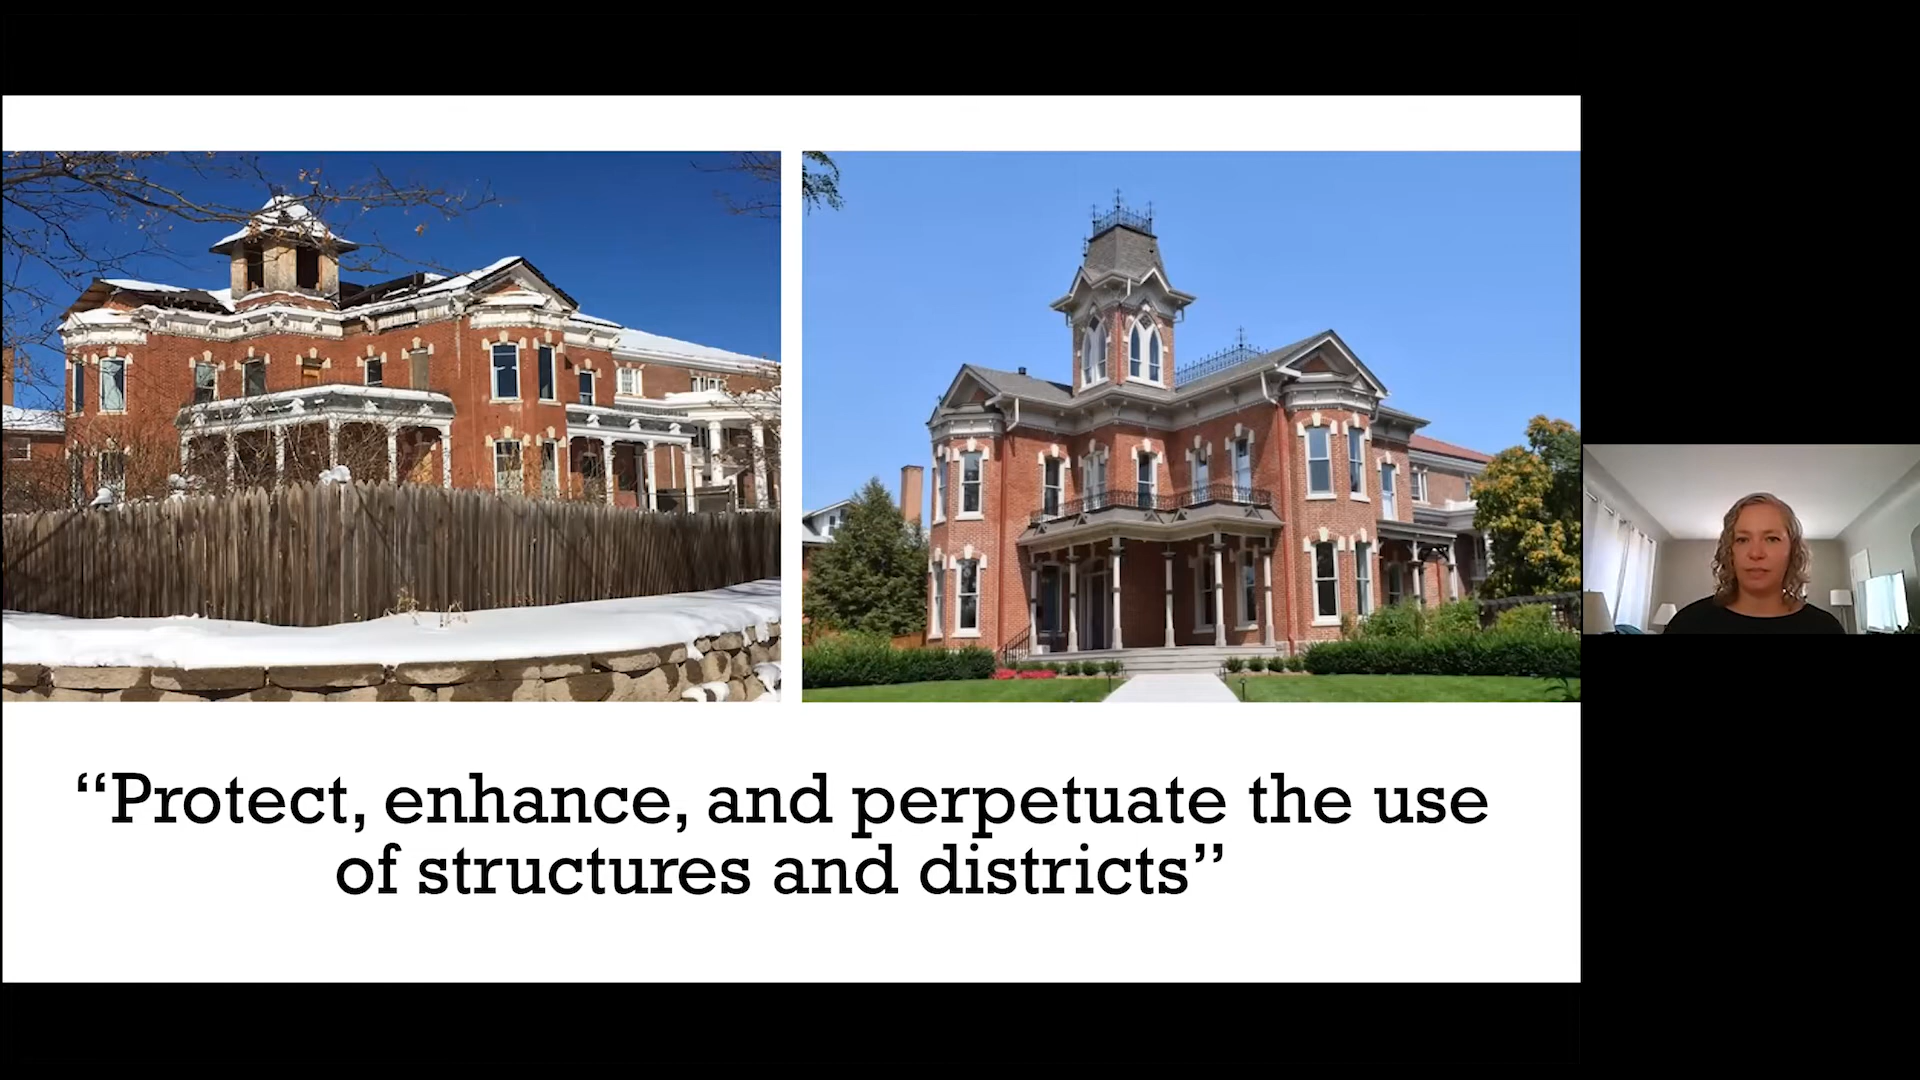 “Protect, enhance, and perpetuate the use
of structures and districts”